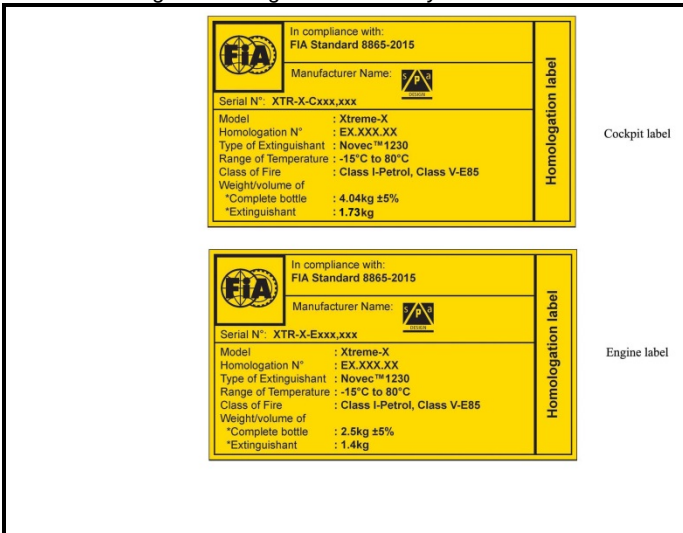 FIA
In compliance with:
FIA Standard 8865-2015
Manufacturer Name:
spa
DESIGN
Serial N°: XTR-X-Cxxx,xxx
Model : Xtreme-X
Homologation N° : EX.XXX.XX
Type of Extinguishant : Novec™1230
Range of Temperature : -15°C to 80°C
Class of Fire : Class I-Petrol, Class V-E85
Weight/volume of
*Complete bottle : 4.04kg ±5%
*Extinguishant : 1.73kg
Homologation label
Cockpit label
FIA
In compliance with:
FIA Standard 8865-2015
Manufacturer Name:
spa
DESIGN
Serial N°: XTR-X-Exxx,xxx
Model : Xtreme-X
Homologation N° : EX.XXX.XX
Type of Extinguishant : Novec™1230
Range of Temperature : -15°C to 80°C
Class of Fire : Class I-Petrol, Class V-E85
Weight/volume of
*Complete bottle : 2.5kg ±5%
*Extinguishant : 1.4kg
Homologation label
Engine label